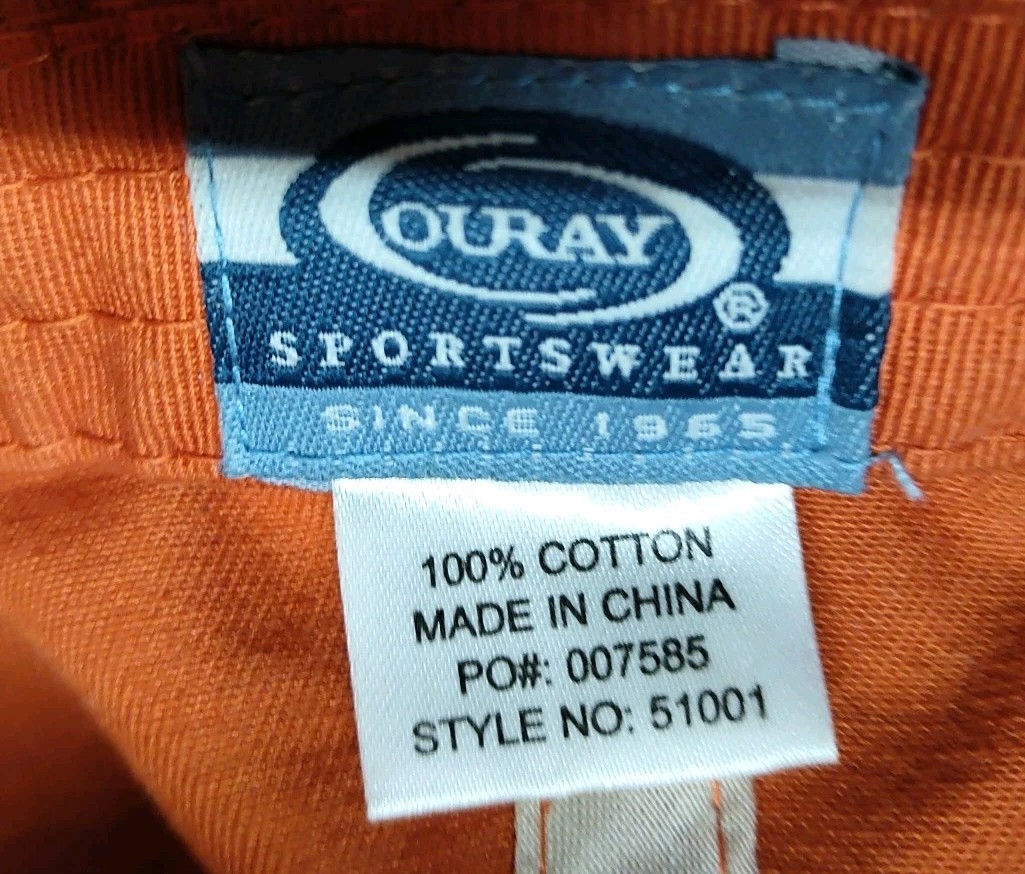 OURAY
®
SPORTSWEAR
SINCE 1965
100% COTTON
MADE IN CHINA
PO#: 007585
STYLE NO: 51001